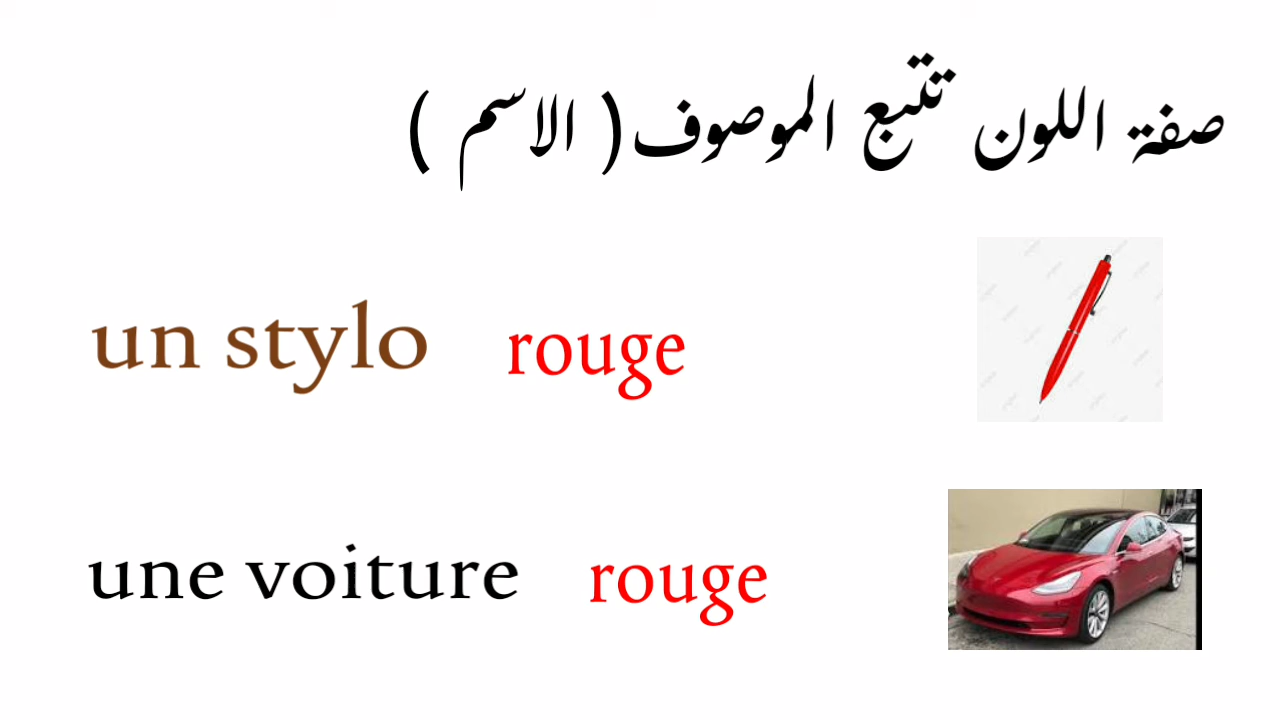 صفة اللون تتبع الموصوف ( الاسم )
un stylo rouge
une voiture rouge